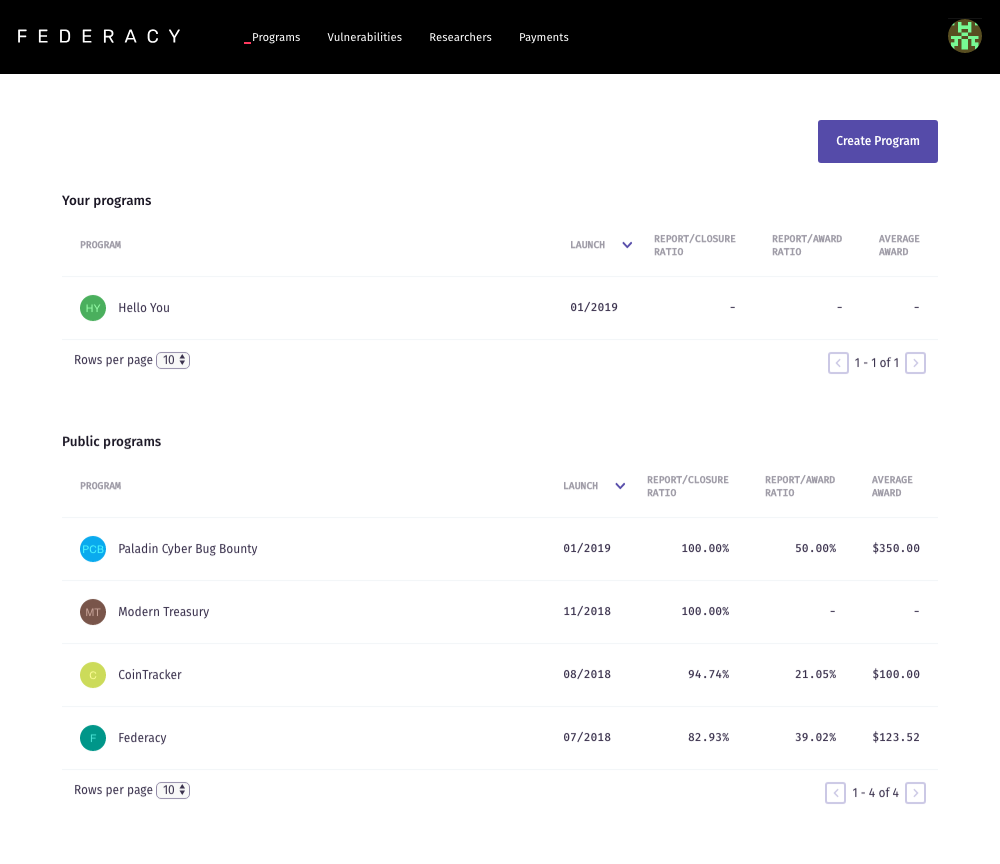 FEDERACY
Programs Vulnerabilities Researchers Payments
Create Program
Your programs
PROGRAM LAUNCH REPORT/CLOSURE RATIO REPORT/AWARD RATIO AVERAGE AWARD
HY Hello You 01/2019 - - -
Rows per page 10 1 - 1 of 1
Public programs
PROGRAM LAUNCH REPORT/CLOSURE RATIO REPORT/AWARD RATIO AVERAGE AWARD
PCB Paladin Cyber Bug Bounty 01/2019 100.00% 50.00% $350.00
MT Modern Treasury 11/2018 100.00% - -
C CoinTracker 08/2018 94.74% 21.05% $100.00
F Federacy 07/2018 82.93% 39.02% $123.52
Rows per page 10 1 - 4 of 4